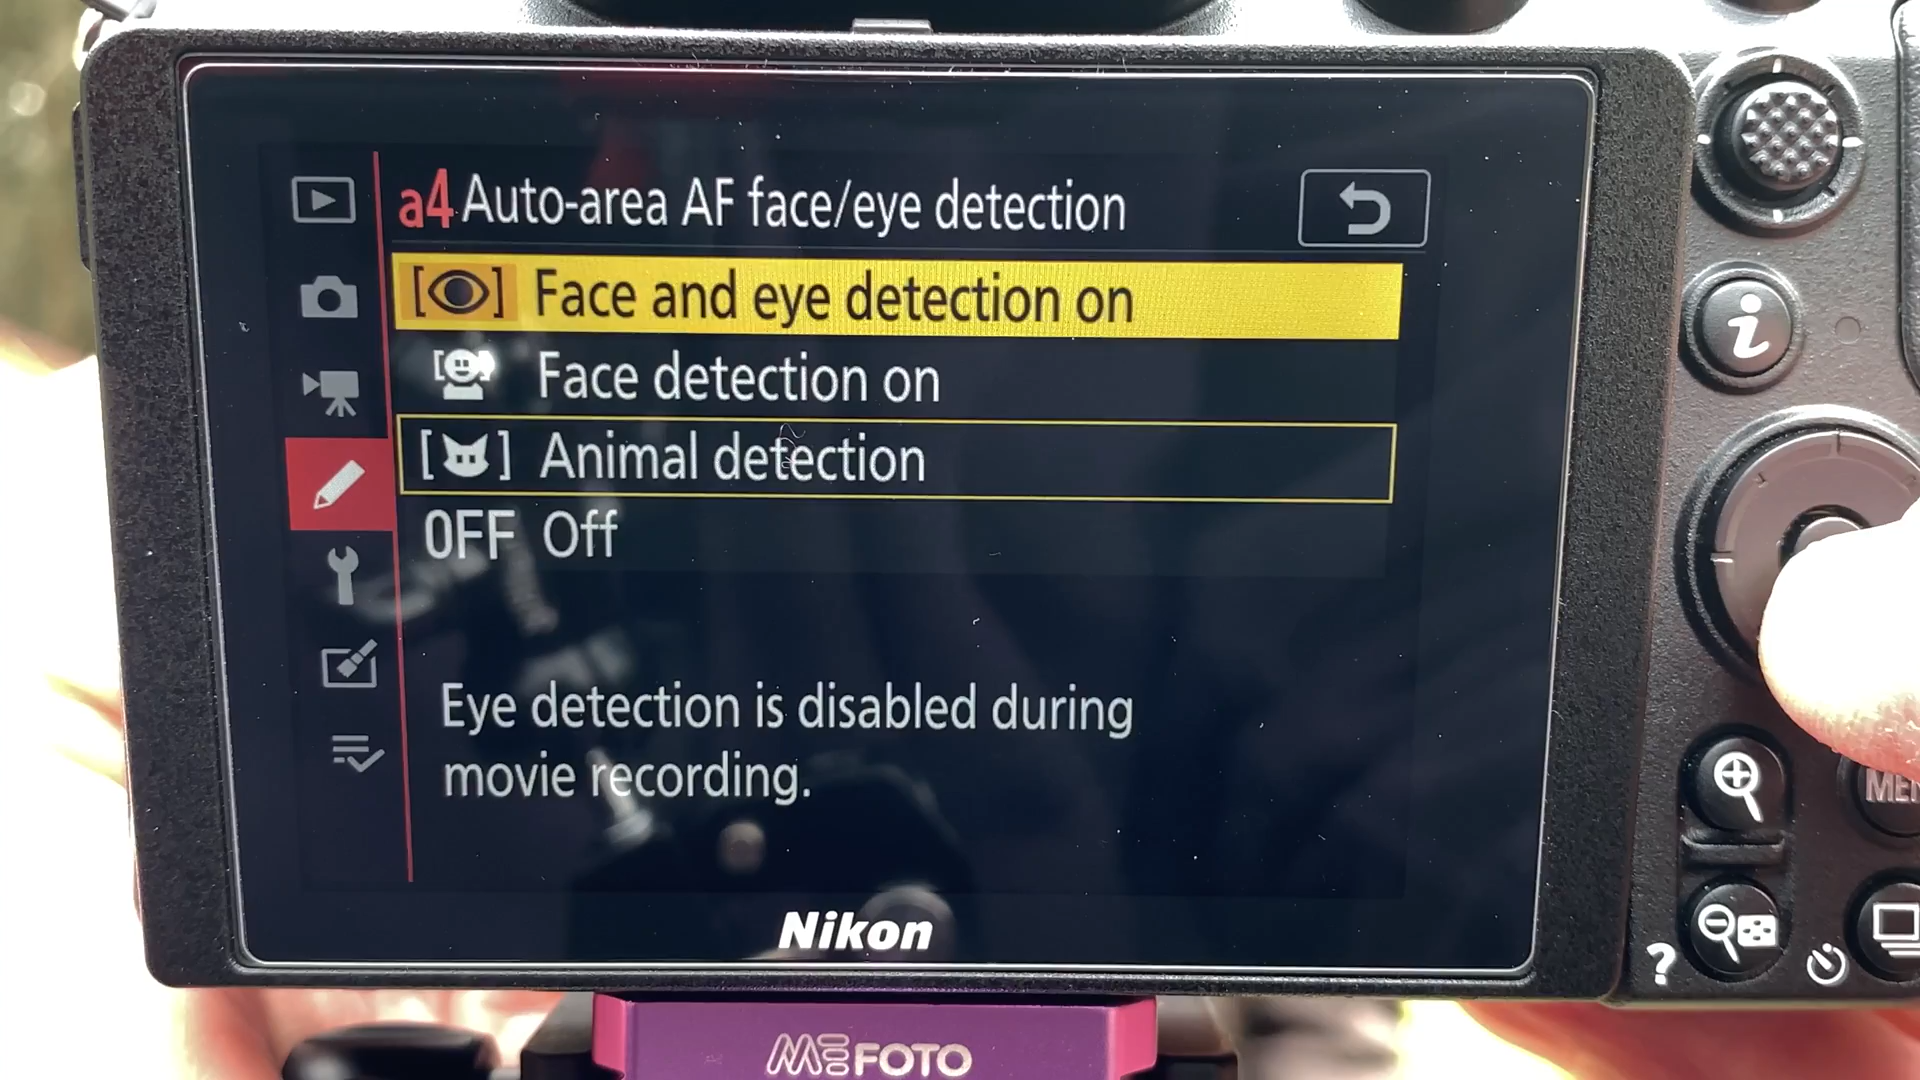 a4 Auto-area AF face/eye detection
Face and eye detection on
Face detection on
Animal detection
OFF Off
Eye detection is disabled during
movie recording.
Nikon
MeFOTO
i
?